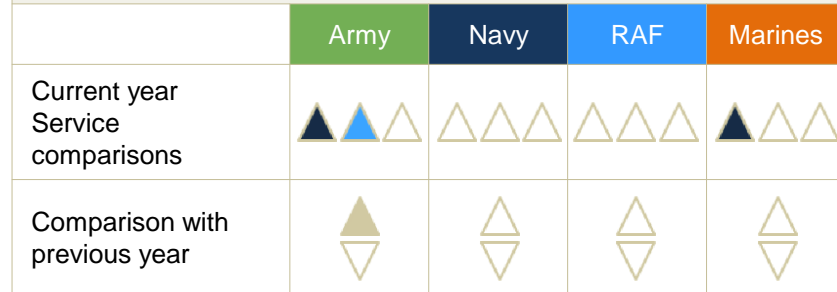 Army Navy RAF Marines
Current year
Service
comparisons
Comparison with
previous year